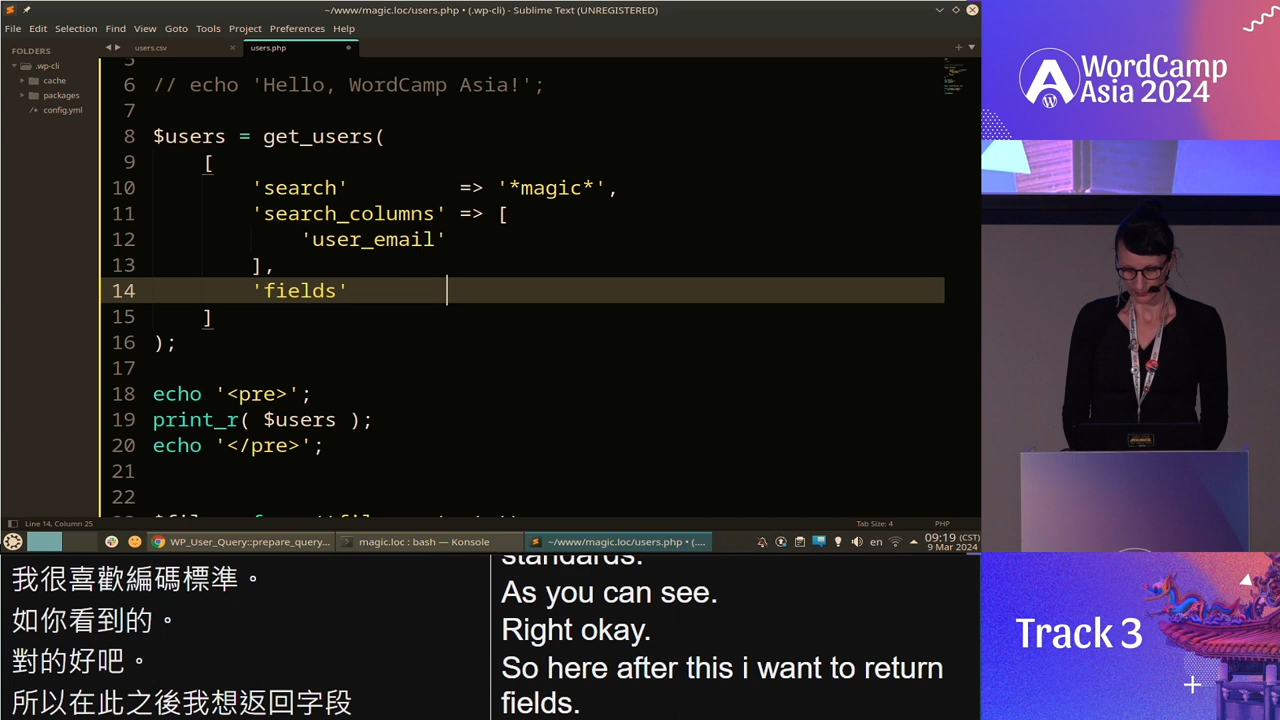 ~/www/magic.loc/users.php • (.wp-cli) - Sublime Text (UNREGISTERED)
File Edit Selection Find View Goto Tools Project Preferences Help
FOLDERS
.wp-cli
cache
packages
config.yml
users.csv
users.php
5
6 // echo 'Hello, WordCamp Asia!';
7
8 $users = get_users(
9 [
10 'search' => '*magic*',
11 'search_columns' => [
12 'user_email'
13 ],
14 'fields'
15 ]
16 );
17
18 echo '<pre>';
19 print_r( $users );
20 echo '</pre>';
21
22
Line 14, Column 25
Tab Size: 4
PHP
WP_User_Query::prepare_query...
magic.loc : bash — Konsole
~/www/magic.loc/users.php • (....
en
09:19 (CST)
9 Mar 2024
我很喜歡編碼標準。
如你看到的。
對的好吧。
所以在此之後我想返回字段
standards.
As you can see.
Right okay.
So here after this i want to return
fields.
WordCamp
Asia 2024
Track 3